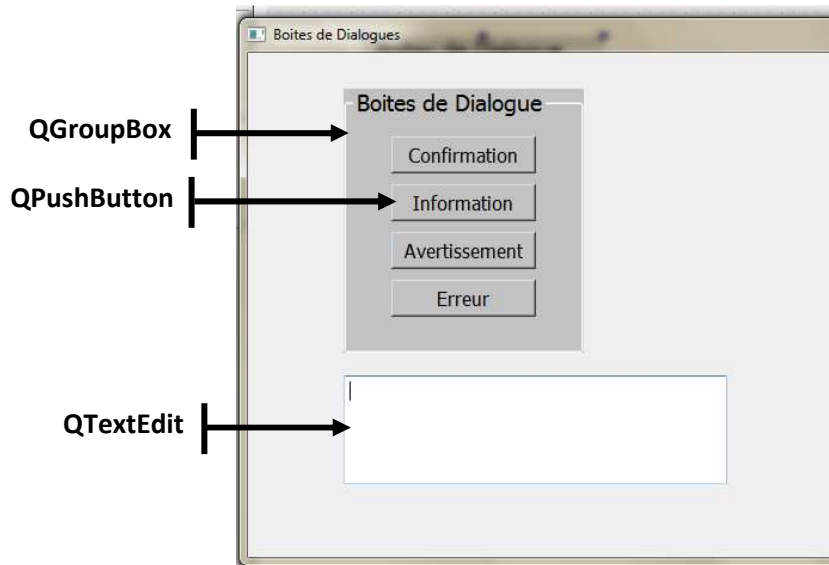 Boites de Dialogues
Boites de Dialogue
QGroupBox
Confirmation
QPushButton
Information
Avertissement
Erreur
QTextEdit